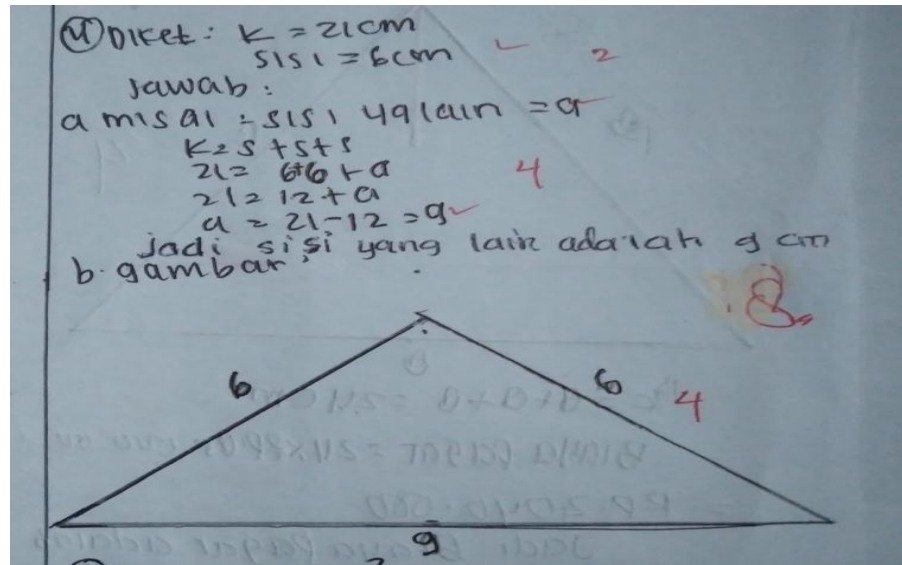 ④ Diket : K = 21cm
sisi = 6cm 2
Jawab :
a misal : sisi yg lain = a
K = s + s + s
21 = 6+6 + a 4
21 = 12 + a
a = 21 - 12 = 9
jadi sisi yang lain adalah 9 cm
b. gambar :
8
6 6 4
9